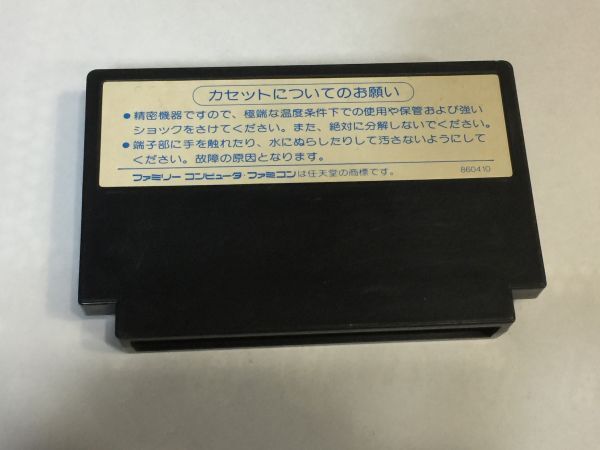 カセットについてのお願い
●精密機器ですので、極端な温度条件下での使用や保管および強い
ショックをさけてください。また、絶対に分解しないでください。
●端子部に手を触れたり、水にぬらしたりして汚さないようにして
ください。故障の原因となります。
ファミリー コンピュータ・ファミコンは任天堂の商標です。 860410